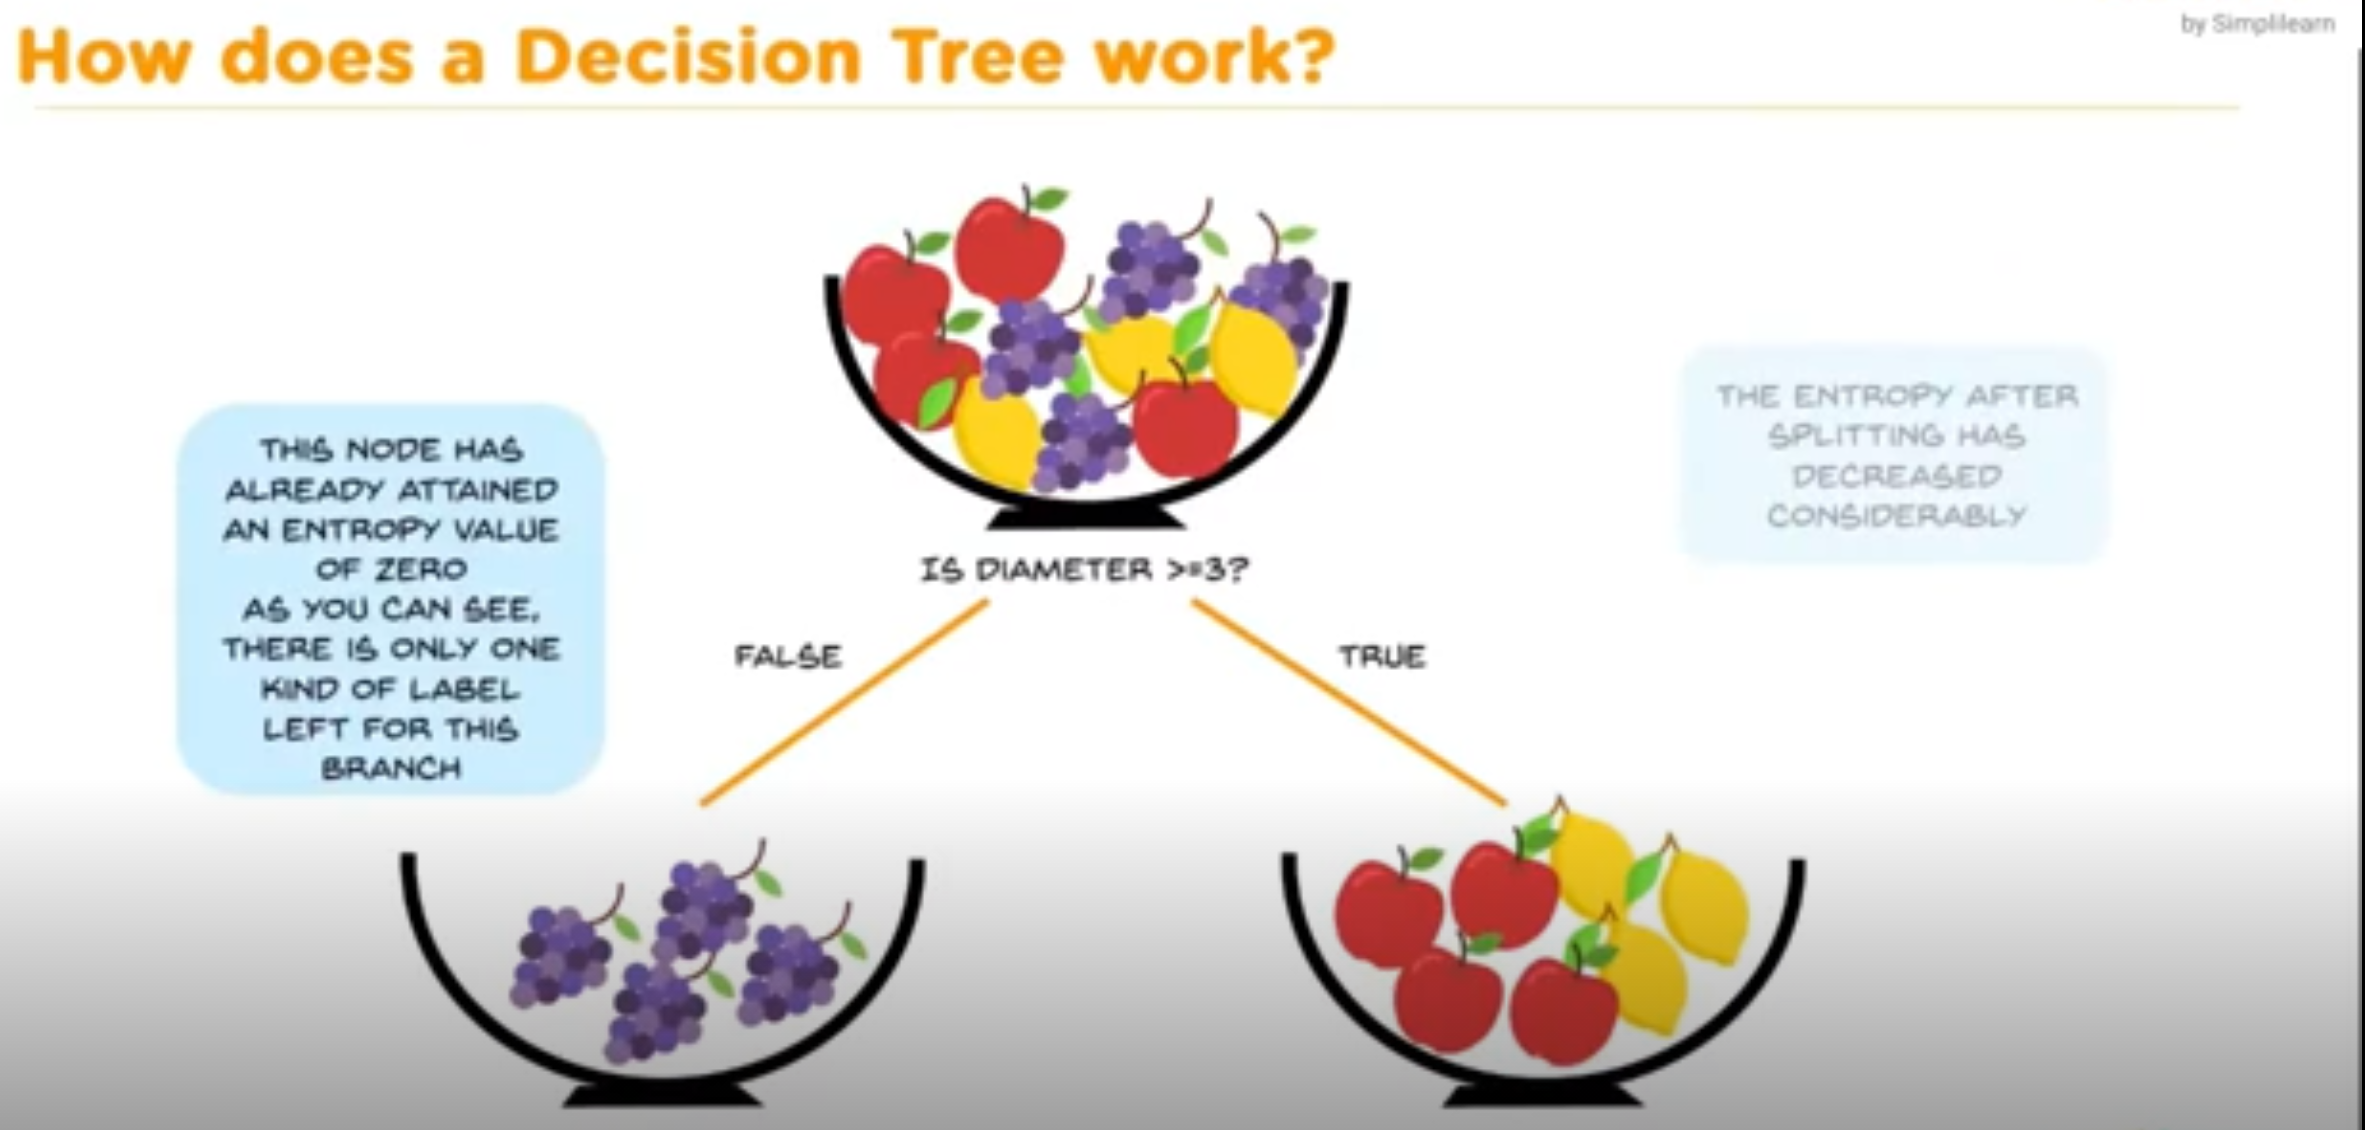 by Simplilearn
How does a Decision Tree work?
THIS NODE HAS
ALREADY ATTAINED
AN ENTROPY VALUE
OF ZERO
AS YOU CAN SEE,
THERE IS ONLY ONE
KIND OF LABEL
LEFT FOR THIS
BRANCH
THE ENTROPY AFTER
SPLITTING HAS
DECREASED
CONSIDERABLY
IS DIAMETER >=3?
FALSE
TRUE